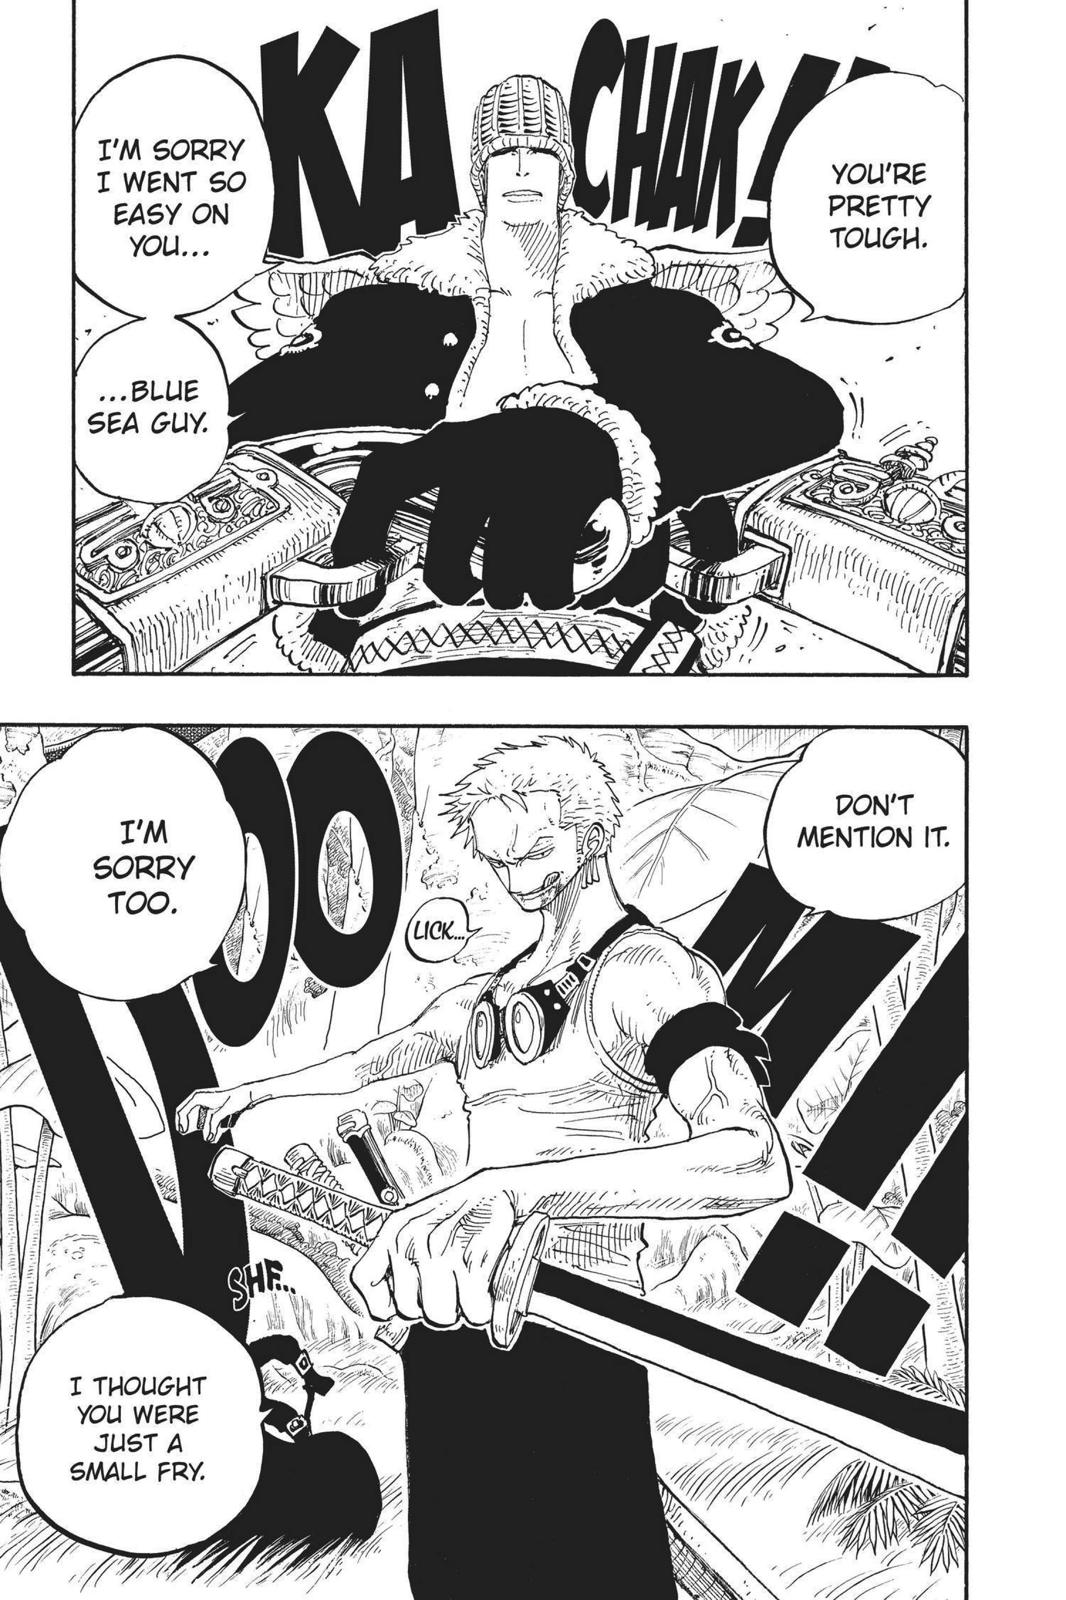 YOU'RE
PRETTY
TOUGH.
KA
CHAK!!
I'M SORRY
I WENT SO
EASY ON
YOU...
...BLUE
SEA GUY.
DON'T
MENTION IT.
LICK...
VOOM!!
I'M
SORRY
TOO.
SHF...
I THOUGHT
YOU WERE
JUST A
SMALL FRY.